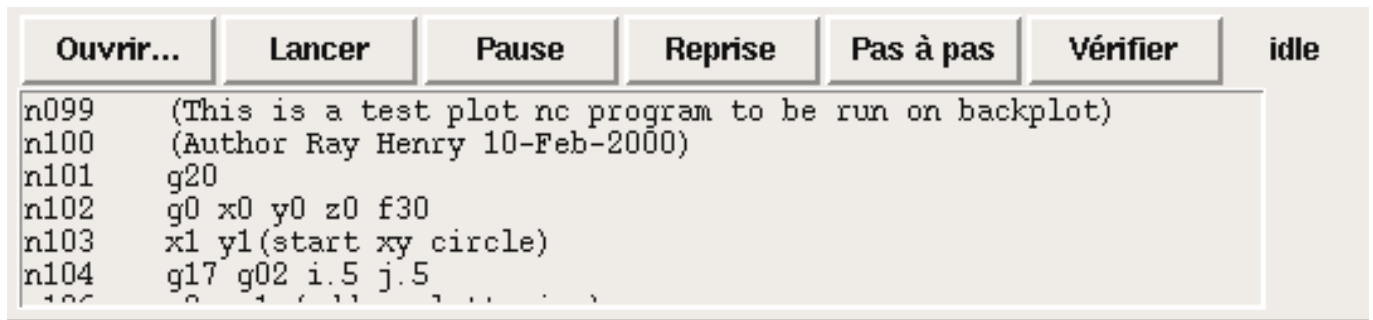 Ouvrir... Lancer Pause Reprise Pas à pas Vérifier idle
n099 (This is a test plot nc program to be run on backplot)
n100 (Author Ray Henry 10-Feb-2000)
n101 g20
n102 g0 x0 y0 z0 f30
n103 x1 y1(start xy circle)
n104 g17 g02 i.5 j.5